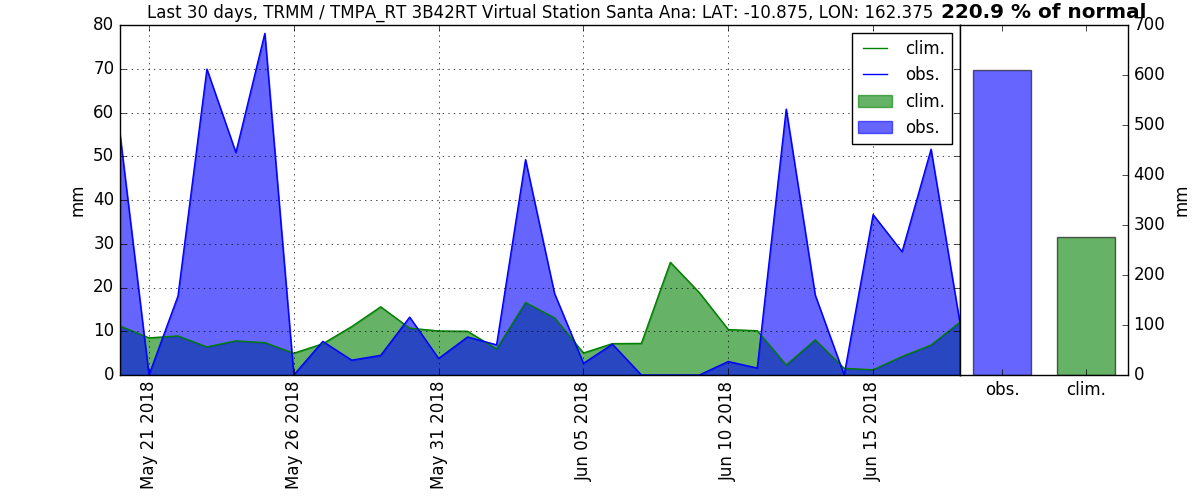 Last 30 days, TRMM / TMPA_RT 3B42RT Virtual Station Santa Ana: LAT: -10.875, LON: 162.375 220.9 % of normal
80
70
60
50
40
30
20
10
0
mm
clim.
obs.
clim.
obs.
700
600
500
400
300
200
100
0
mm
obs.
clim.
May 21 2018
May 26 2018
May 31 2018
Jun 05 2018
Jun 10 2018
Jun 15 2018